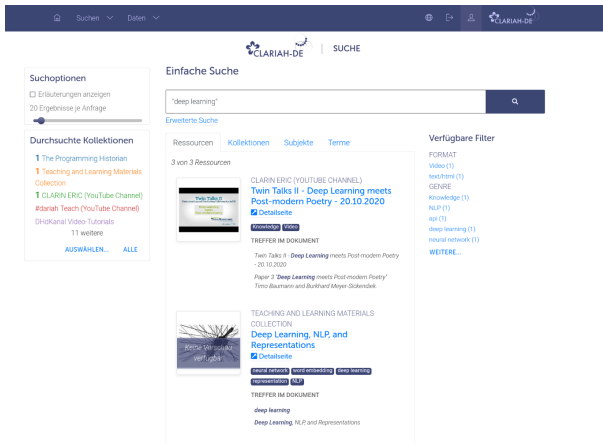 Suchen
Daten
CLARIAH-DE
CLARIAH-DE | SUCHE
Suchoptionen
Erläuterungen anzeigen
20 Ergebnisse je Anfrage
Durchsuchte Kollektionen
1 The Programming Historian
1 Teaching and Learning Materials
Collection
1 CLARIN ERIC (YouTube Channel)
#dariah Teach (YouTube Channel)
DHdKanal Video-Tutorials
11 weitere
AUSWÄHLEN... ALLE
Einfache Suche
"deep learning"
Erweiterte Suche
Ressourcen Kollektionen Subjekte Terme
3 von 3 Ressourcen
Twin Talks II
CLARIN ERIC (YOUTUBE CHANNEL)
Twin Talks II - Deep Learning meets
Post-modern Poetry - 20.10.2020
Detailseite
Knowledge Video
TREFFER IM DOKUMENT
Twin Talks II - Deep Learning meets Post-modern Poetry
- 20.10.2020
Paper 3 "Deep Learning meets Post-modern Poetry"
Timo Baumann and Burkhard Meyer-Sickendiek.
Keine Vorschau
verfügbar
TEACHING AND LEARNING MATERIALS
COLLECTION
Deep Learning, NLP, and
Representations
Detailseite
neural network word embedding deep learning
representation NLP
TREFFER IM DOKUMENT
deep learning
Deep Learning, NLP, and Representations
Verfügbare Filter
FORMAT
Video (1)
text/html (1)
GENRE
Knowledge (1)
NLP (1)
api (1)
deep learning (1)
neural network (1)
WEITERE...